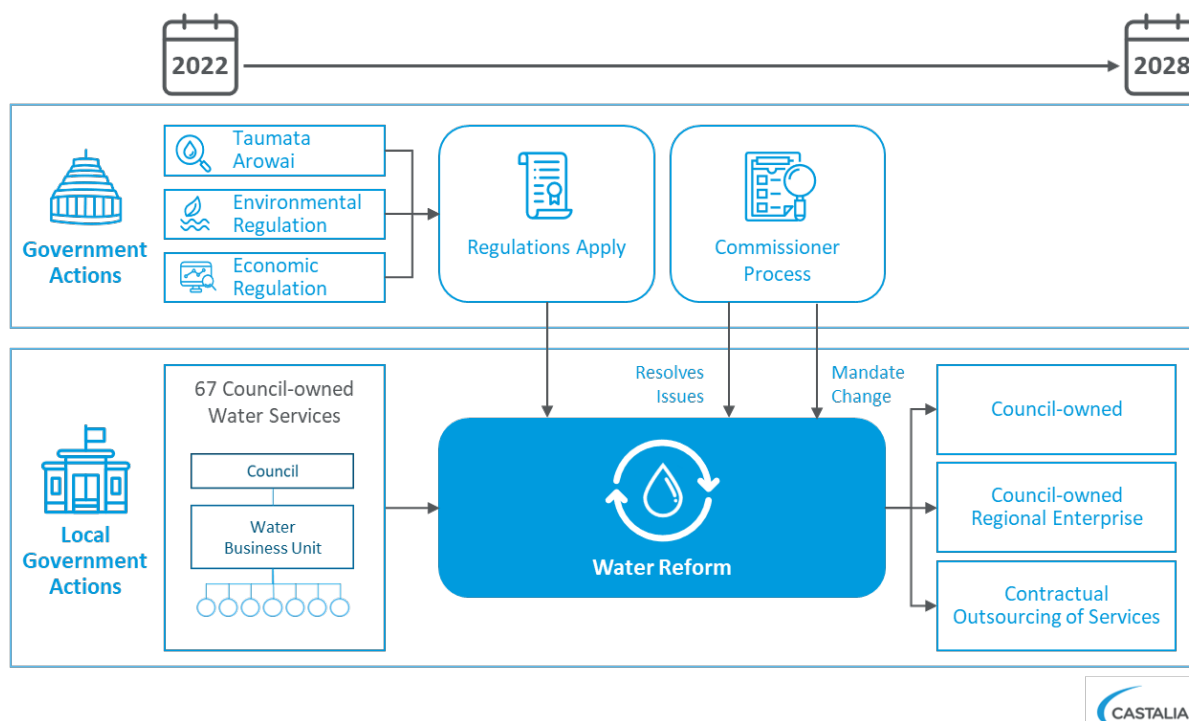 2022
2028
Government
Actions
Taumata
Arowai
Environmental
Regulation
Economic
Regulation
Regulations Apply
Commissioner
Process
Resolves
Issues
Mandate
Change
Local
Government
Actions
67 Council-owned
Water Services
Council
Water
Business Unit
Water Reform
Council-owned
Council-owned
Regional Enterprise
Contractual
Outsourcing of Services
CASTALIA